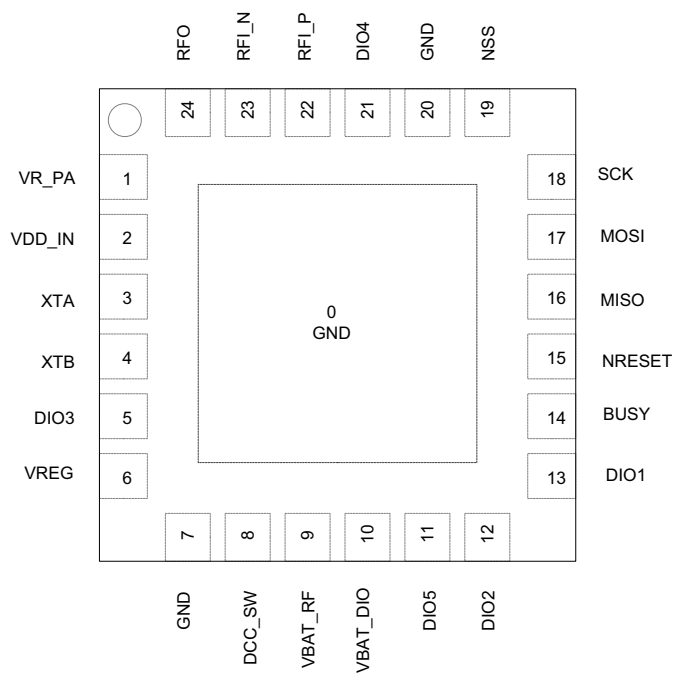 RFO
RFI_N
RFI_P
DIO4
GND
NSS
24
23
22
21
20
19
VR_PA 1
VDD_IN 2
XTA 3
XTB 4
DIO3 5
VREG 6
0
GND
18 SCK
17 MOSI
16 MISO
15 NRESET
14 BUSY
13 DIO1
7
8
9
10
11
12
GND
DCC_SW
VBAT_RF
VBAT_DIO
DIO5
DIO2